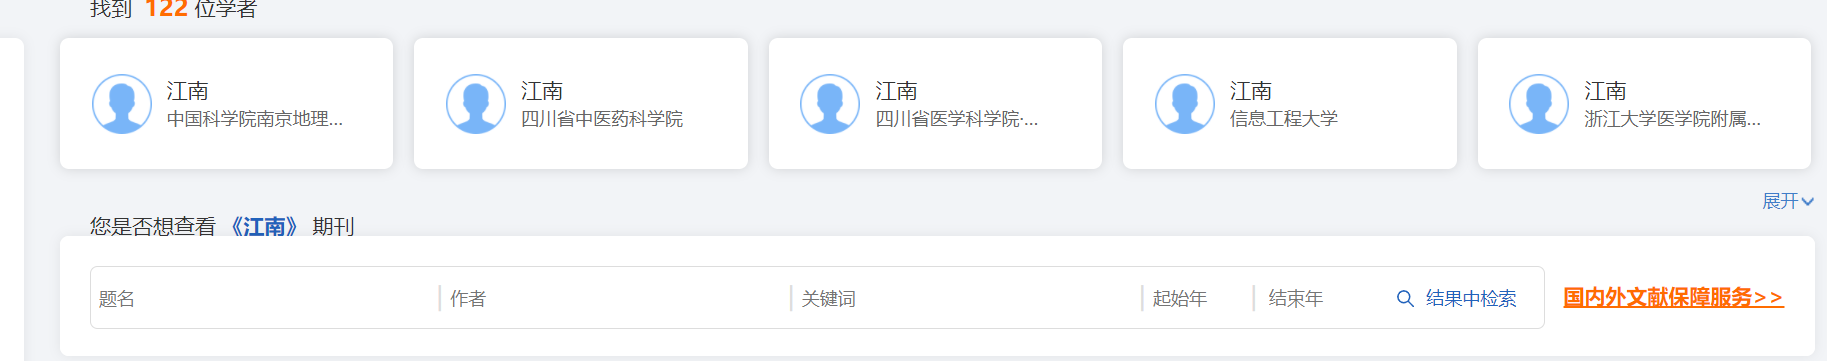 找到 122 位学者
江南
中国科学院南京地理...
江南
四川省中医药科学院
江南
四川省医学科学院·...
江南
信息工程大学
江南
浙江大学医学院附属...
展开
您是否想查看 《江南》 期刊
题名 作者 关键词 起始年 结束年 结果中检索 国内外文献保障服务>>